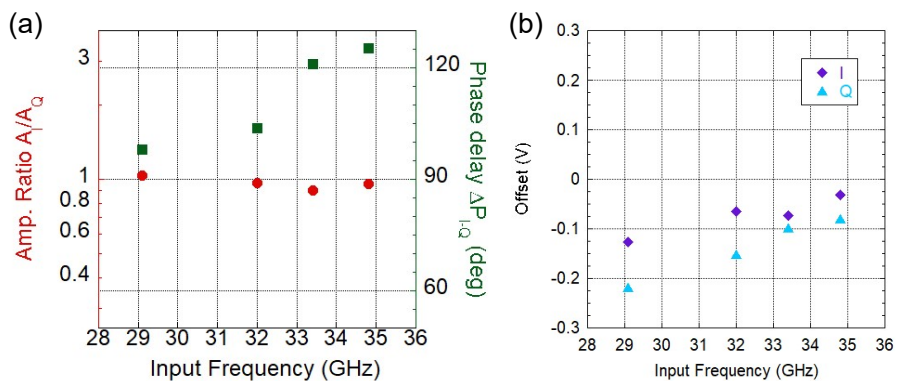 (a)
3
1
0.8
0.6
0.4
Amp. Ratio A_I/A_Q
120
90
60
Phase delay ΔP_I-Q (deg)
28 29 30 31 32 33 34 35 36
Input Frequency (GHz)
(b)
0.3
0.2
0.1
0
-0.1
-0.2
-0.3
Offset (V)
I
Q
28 29 30 31 32 33 34 35 36
Input Frequency (GHz)